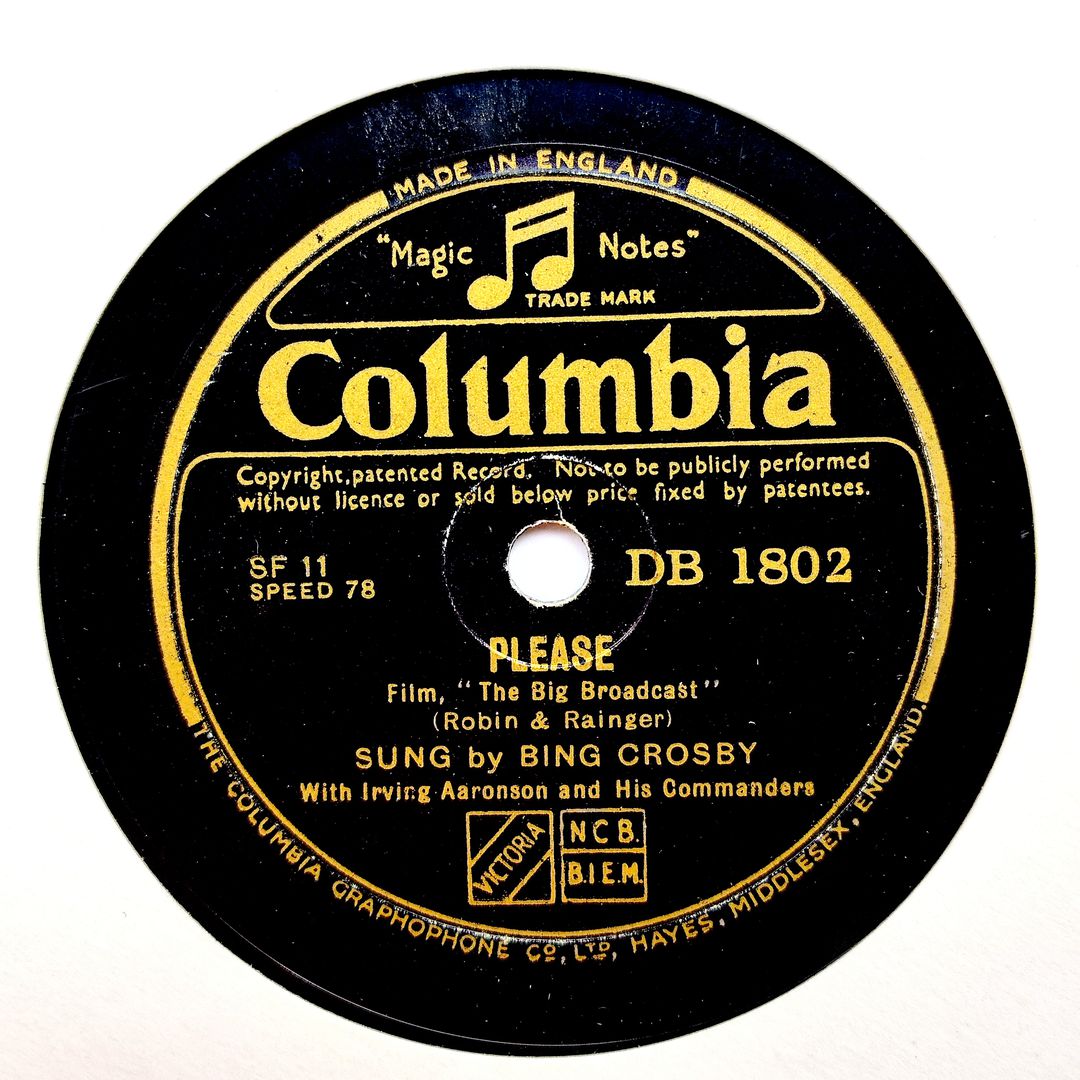 MADE IN ENGLAND
"Magic Notes"
TRADE MARK
Columbia
Copyright, patented Record. Not to be publicly performed
without licence or sold below price fixed by patentees.
SF 11
SPEED 78
DB 1802
PLEASE
Film, "The Big Broadcast"
(Robin & Rainger)
SUNG by BING CROSBY
With Irving Aaronson and His Commanders
VICTORIA
N C B.
B.I.E.M.
THE COLUMBIA GRAPHOPHONE CO, LTD, HAYES, MIDDLESEX, ENGLAND.